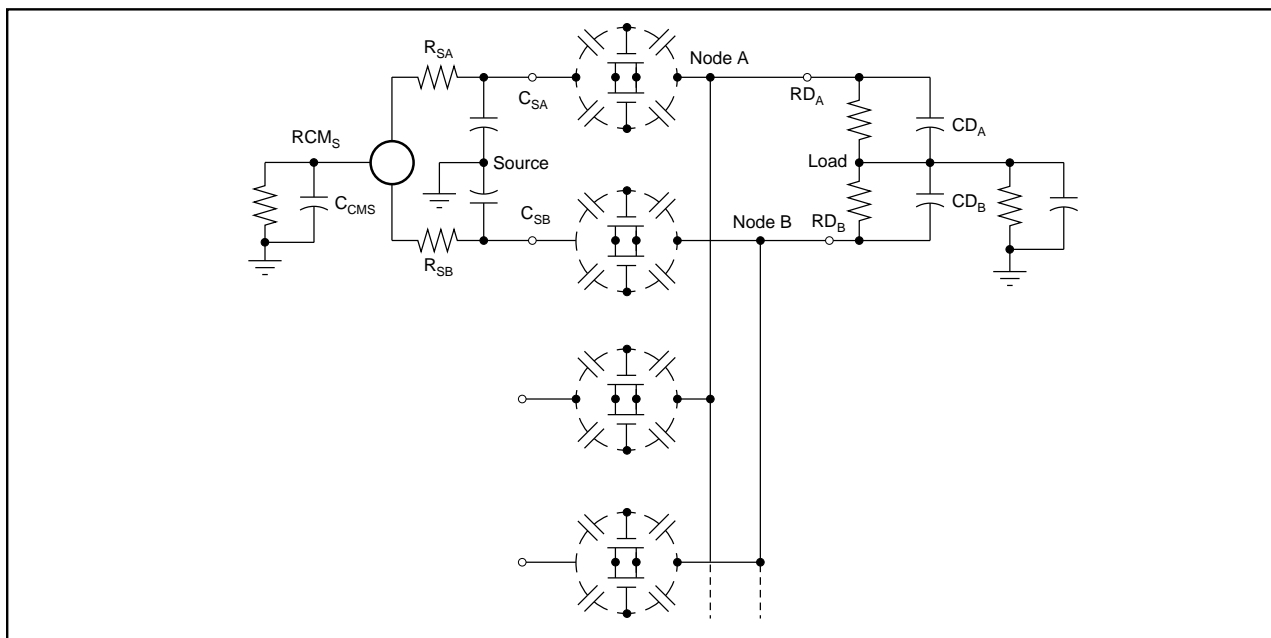 R_SA
Node A
C_SA
RD_A
CD_A
RCM_S
Source
Load
C_CMS
C_SB
Node B
RD_B
CD_B
R_SB